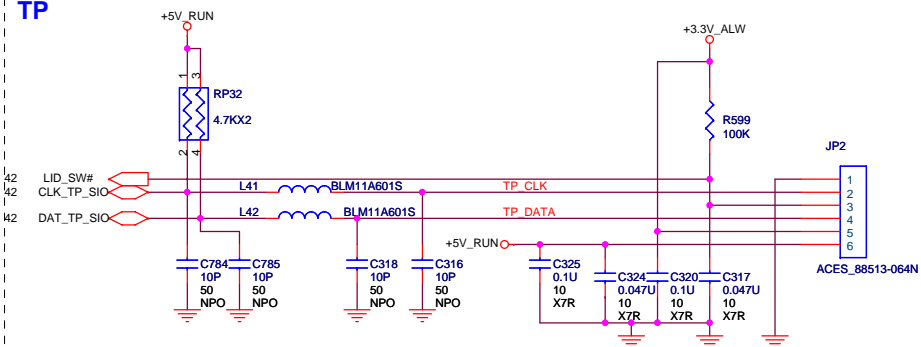 TP
+5V_RUN
+3.3V_ALW
1
3
RP32
4.7KX2
2
4
R599
100K
JP2
42 LID_SW#
42 CLK_TP_SIO
42 DAT_TP_SIO
L41 BLM11A601S TP_CLK
L42 BLM11A601S TP_DATA
1
2
3
4
5
6
ACES_88513-064N
+5V_RUN
C784
10P
50
NPO
C785
10P
50
NPO
C318
10P
50
NPO
C316
10P
50
NPO
C325
0.1U
10
X7R
C324
0.047U
10
X7R
C320
0.1U
10
X7R
C317
0.047U
10
X7R